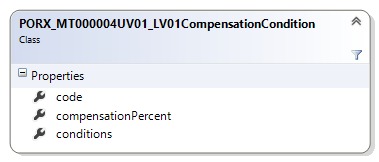 PORX_MT000004UV01_LV01CompensationCondition
Class
Properties
code
compensationPercent
conditions